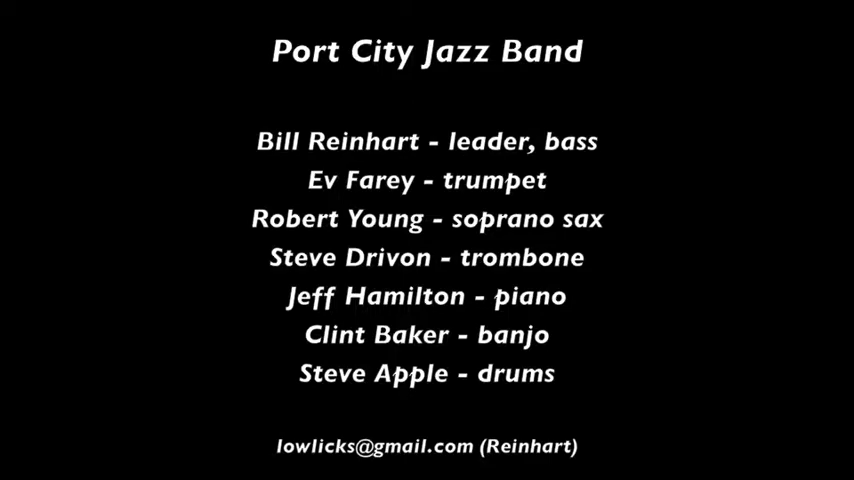 Port City Jazz Band
Bill Reinhart - leader, bass
Ev Farey - trumpet
Robert Young - soprano sax
Steve Drivon - trombone
Jeff Hamilton - piano
Clint Baker - banjo
Steve Apple - drums
lowlicks@gmail.com (Reinhart)